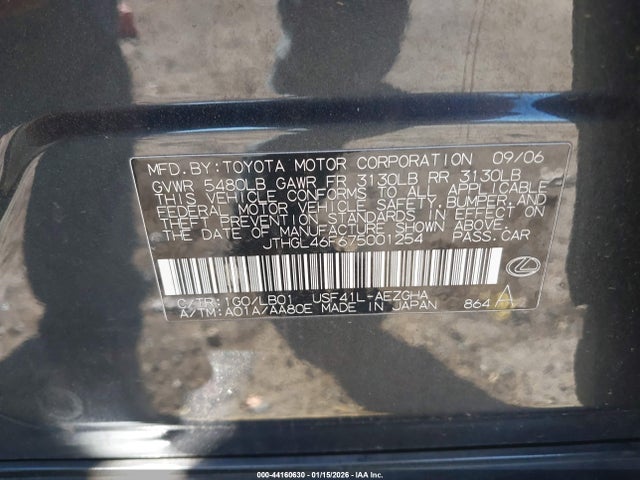 MFD. BY: TOYOTA MOTOR CORPORATION 09/06
GVWR 5480LB GAWR FR 3130LB RR 3130LB
THIS VEHICLE CONFORMS TO ALL APPLICABLE
FEDERAL MOTOR VEHICLE SAFETY, BUMPER, AND
THEFT PREVENTION STANDARDS IN EFFECT ON
THE DATE OF MANUFACTURE SHOWN ABOVE.
JTHGL46F675001254 PASS. CAR
C/TR: 1G0/LB01 USF41L-AEZGHA
A/TM: A01A/AA80E MADE IN JAPAN 864
000-44160630 - 01/15/2026 - IAA Inc.